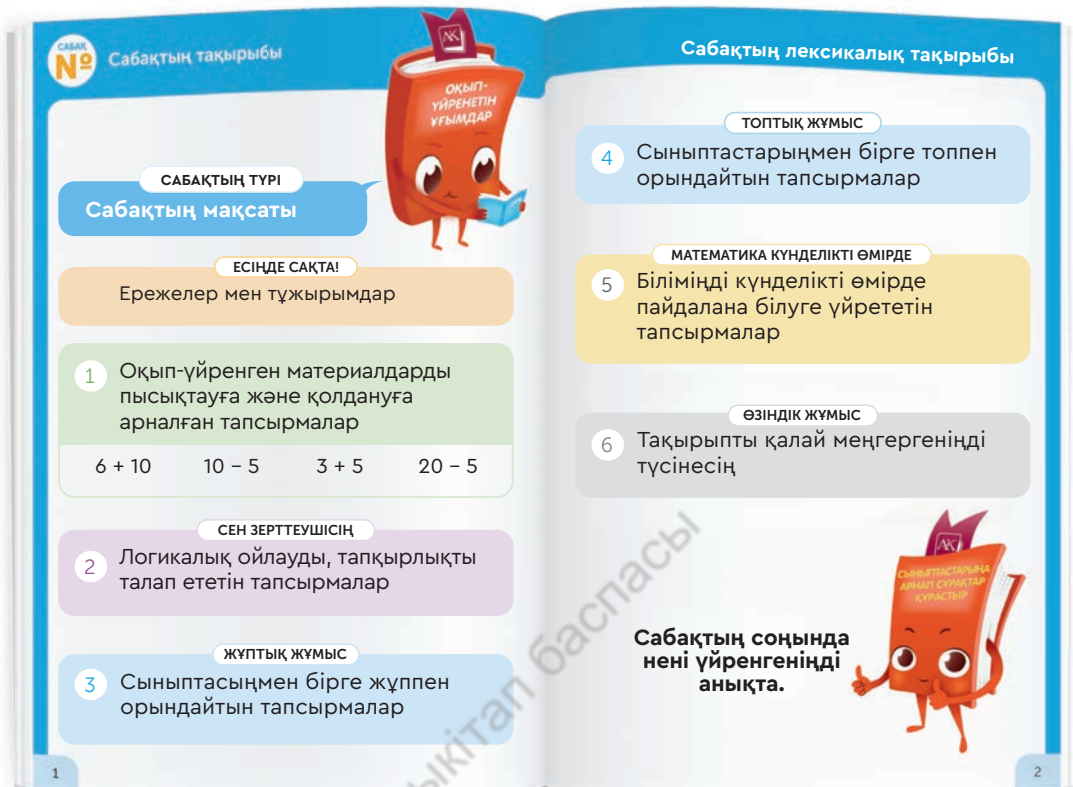 САБАҚ
№
Сабақтың тақырыбы
АК
ОҚЫП-
ҮЙРЕНЕТІН
ҰҒЫМДАР
САБАҚТЫҢ ТҮРІ
Сабақтың мақсаты
ЕСІҢДЕ САҚТА!
Ережелер мен тұжырымдар
1 Оқып-үйренген материалдарды
пысықтауға және қолдануға
арналған тапсырмалар
6 + 10 10 – 5 3 + 5 20 – 5
СЕН ЗЕРТТЕУШІСІҢ
2 Логикалық ойлауды, тапқырлықты
талап ететін тапсырмалар
ЖҰПТЫҚ ЖҰМЫС
3 Сыныптасыңмен бірге жұппен
орындайтын тапсырмалар
1
Сабақтың лексикалық тақырыбы
ТОПТЫҚ ЖҰМЫС
4 Сыныптастарыңмен бірге топпен
орындайтын тапсырмалар
МАТЕМАТИКА КҮНДЕЛІКТІ ӨМІРДЕ
5 Біліміңді күнделікті өмірде
пайдалана білуге үйрететін
тапсырмалар
ӨЗІНДІК ЖҰМЫС
6 Тақырыпты қалай меңгергеніңді
түсінесің
АК
СЫНЫПТАСТАРЫҢА
АРНАП СҰРАҚТАР
ҚҰРАСТЫР
Сабақтың соңында
нені үйренгеніңді
анықта.
2
баспасы